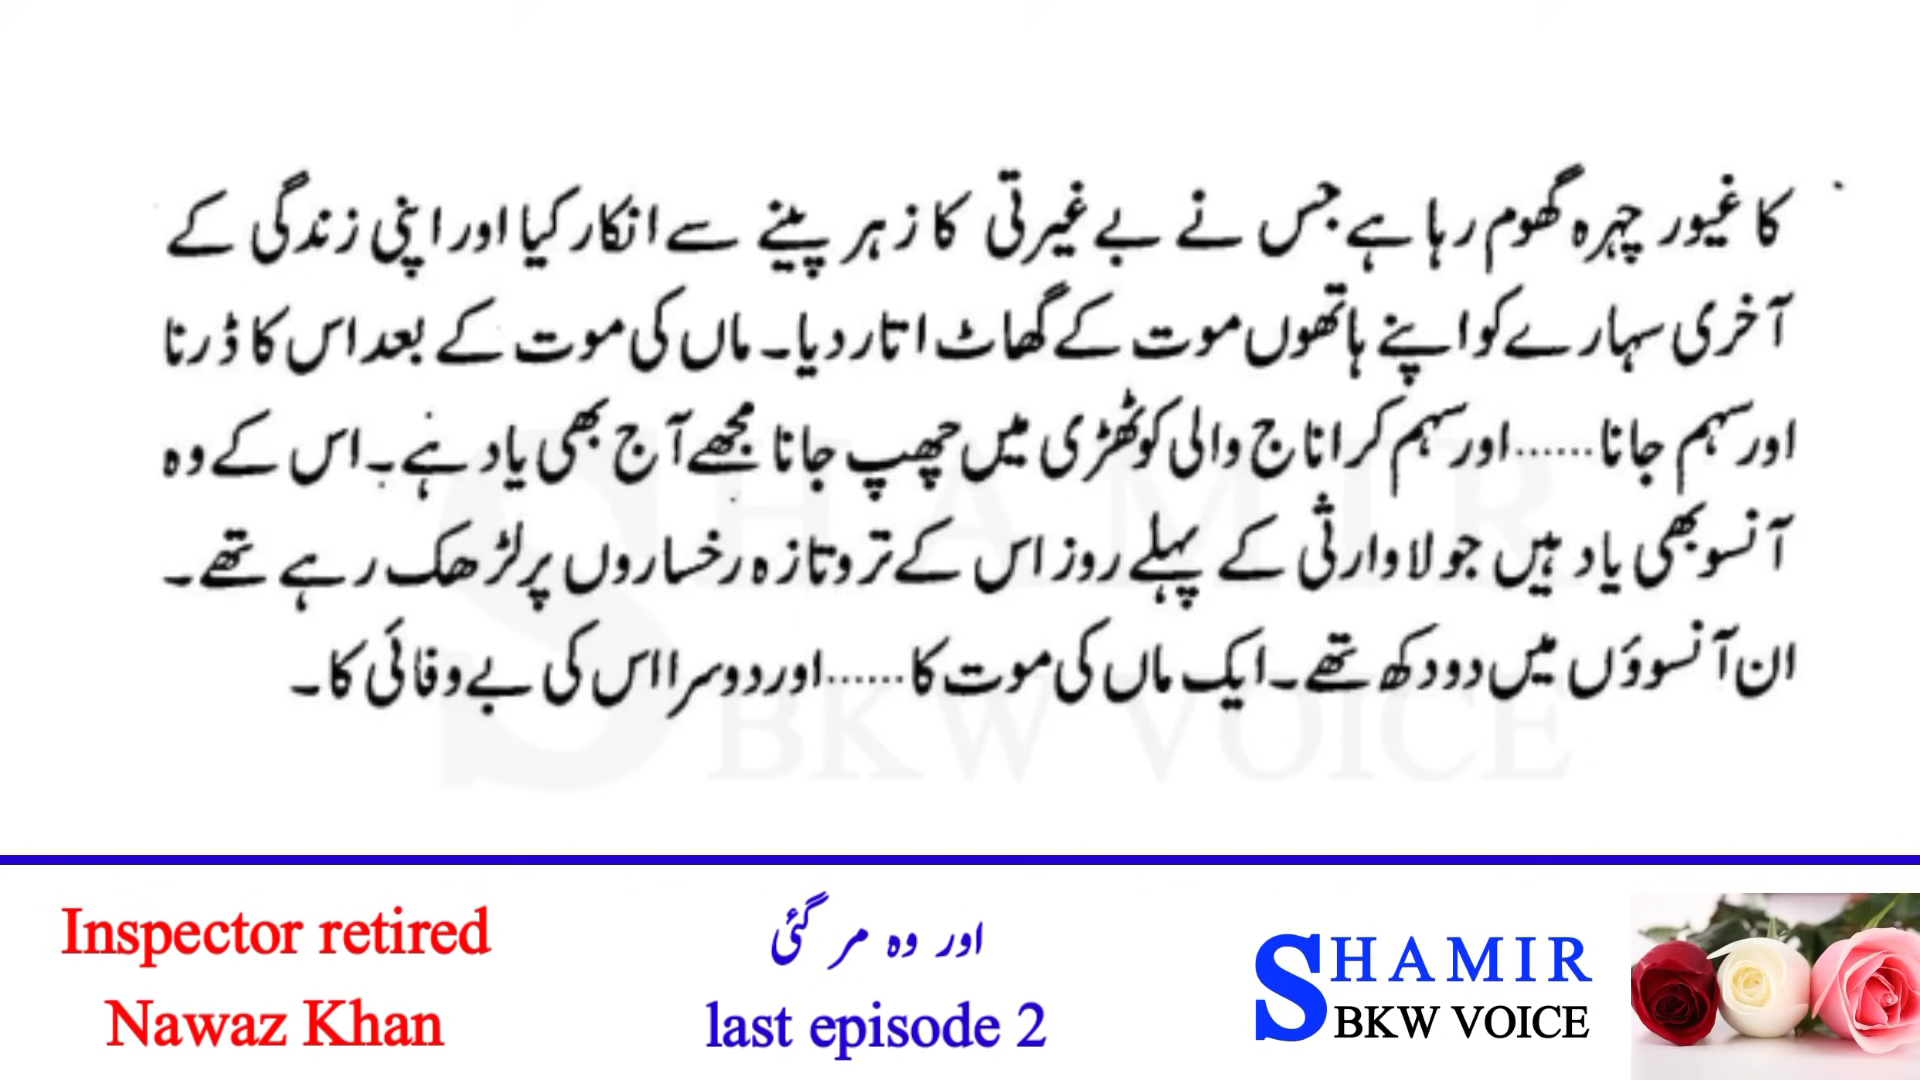 کا غیور چہرہ گھوم رہا ہے جس نے بے غیرتی کا زہر پینے سے انکار کیا اور اپنی زندگی کے
آخری سہارے کو اپنے ہاتھوں موت کے گھاٹ اتار دیا۔ ماں کی موت کے بعد اس کا ڈرنا
اور سہم جانا......اور سہم کر اناج والی کوٹھڑی میں چھپ جانا مجھے آج بھی یاد ہے۔ اس کے وہ
آنسو بھی یاد ہیں جو لاوارثی کے پہلے روز اس کے تروتازہ رخساروں پر لڑھک رہے تھے۔
ان آنسوؤں میں دو دکھ تھے۔ ایک ماں کی موت کا......اور دوسرا اس کی بے وفائی کا۔
SHAMIR
BKW VOICE
Inspector retired
Nawaz Khan
اور وہ مر گئی
last episode 2
SHAMIR
BKW VOICE